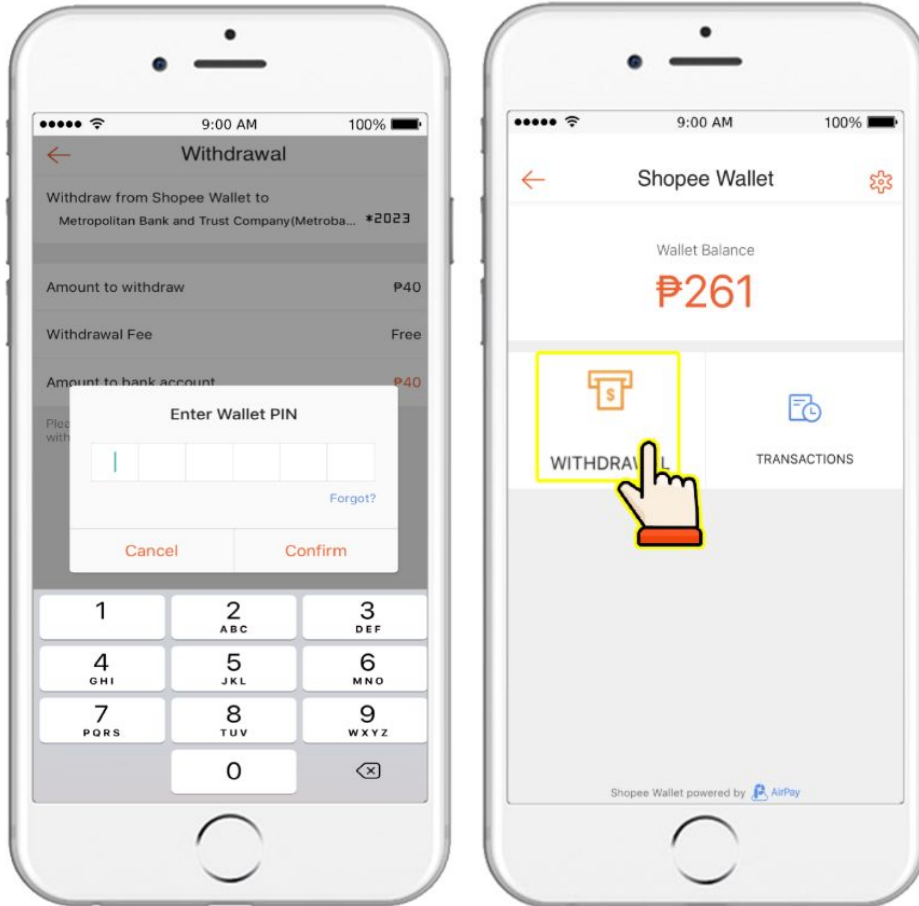 9:00 AM 100%
Withdrawal
Withdraw from Shopee Wallet to
Metropolitan Bank and Trust Company(Metroba... *2023
Amount to withdraw ₱40
Withdrawal Fee Free
Amount to bank account ₱40
Plea
with
Enter Wallet PIN
Forgot?
Cancel Confirm
1 2 3
ABC DEF
4 5 6
GHI JKL MNO
7 8 9
PQRS TUV WXYZ
0
9:00 AM 100%
Shopee Wallet
Wallet Balance
₱261
$
WITHDRAWAL
TRANSACTIONS
Shopee Wallet powered by AirPay